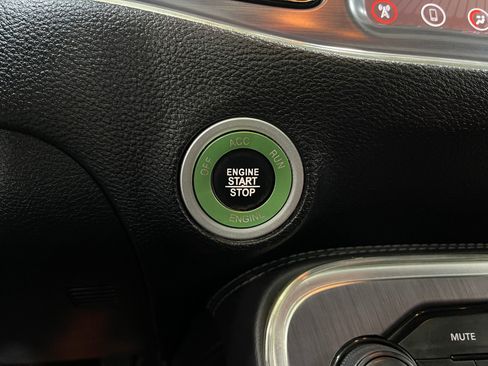 OFF ACC RUN
ENGINE
START
STOP
ENGINE
MUTE